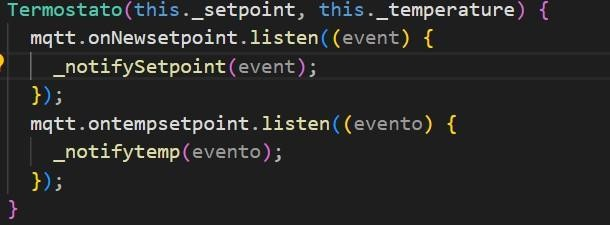 Termostato(this._setpoint, this._temperature) {
mqtt.onNewsetpoint.listen((event) {
_notifySetpoint(event);
});
mqtt.ontempsetpoint.listen((evento) {
_notifytemp(evento);
});
}